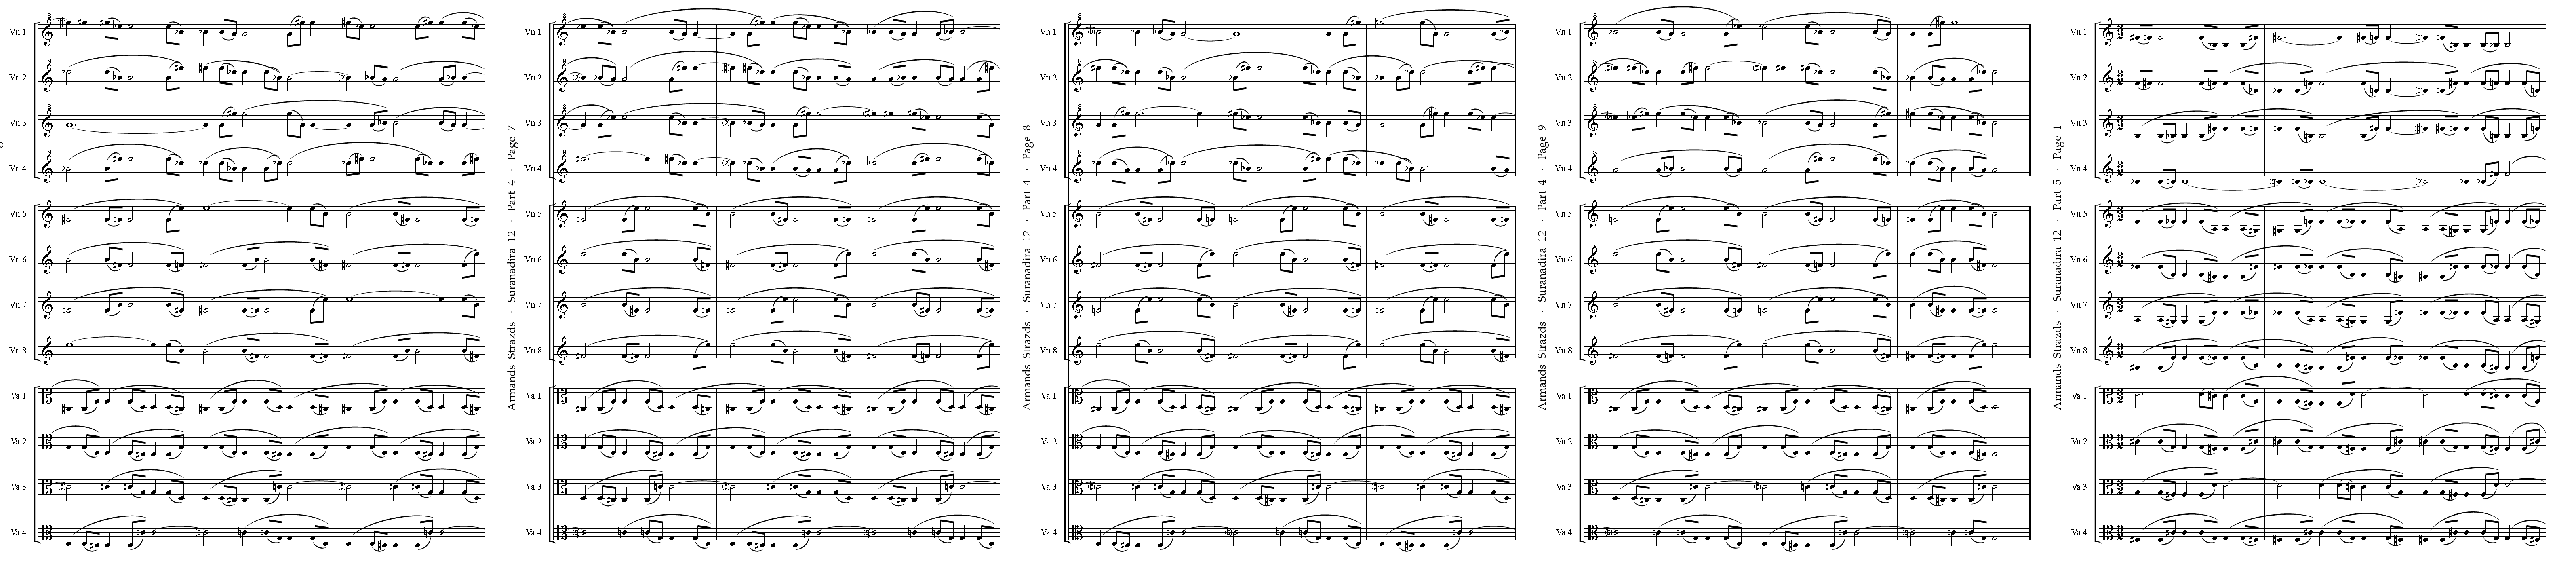 Vn 1
Vn 2
Vn 3
Vn 4
Vn 5
Vn 6
Vn 7
Vn 8
Va 1
Va 2
Va 3
Va 4
Armands Strazds · Suranadira 12 · Part 4 · Page 7
Vn 1
Vn 2
Vn 3
Vn 4
Vn 5
Vn 6
Vn 7
Vn 8
Va 1
Va 2
Va 3
Va 4
Armands Strazds · Suranadira 12 · Part 4 · Page 8
Vn 1
Vn 2
Vn 3
Vn 4
Vn 5
Vn 6
Vn 7
Vn 8
Va 1
Va 2
Va 3
Va 4
Armands Strazds · Suranadira 12 · Part 4 · Page 9
Vn 1
Vn 2
Vn 3
Vn 4
Vn 5
Vn 6
Vn 7
Vn 8
Va 1
Va 2
Va 3
Va 4
Armands Strazds · Suranadira 12 · Part 5 · Page 1
Vn 1
Vn 2
Vn 3
Vn 4
Vn 5
Vn 6
Vn 7
Vn 8
Va 1
Va 2
Va 3
Va 4